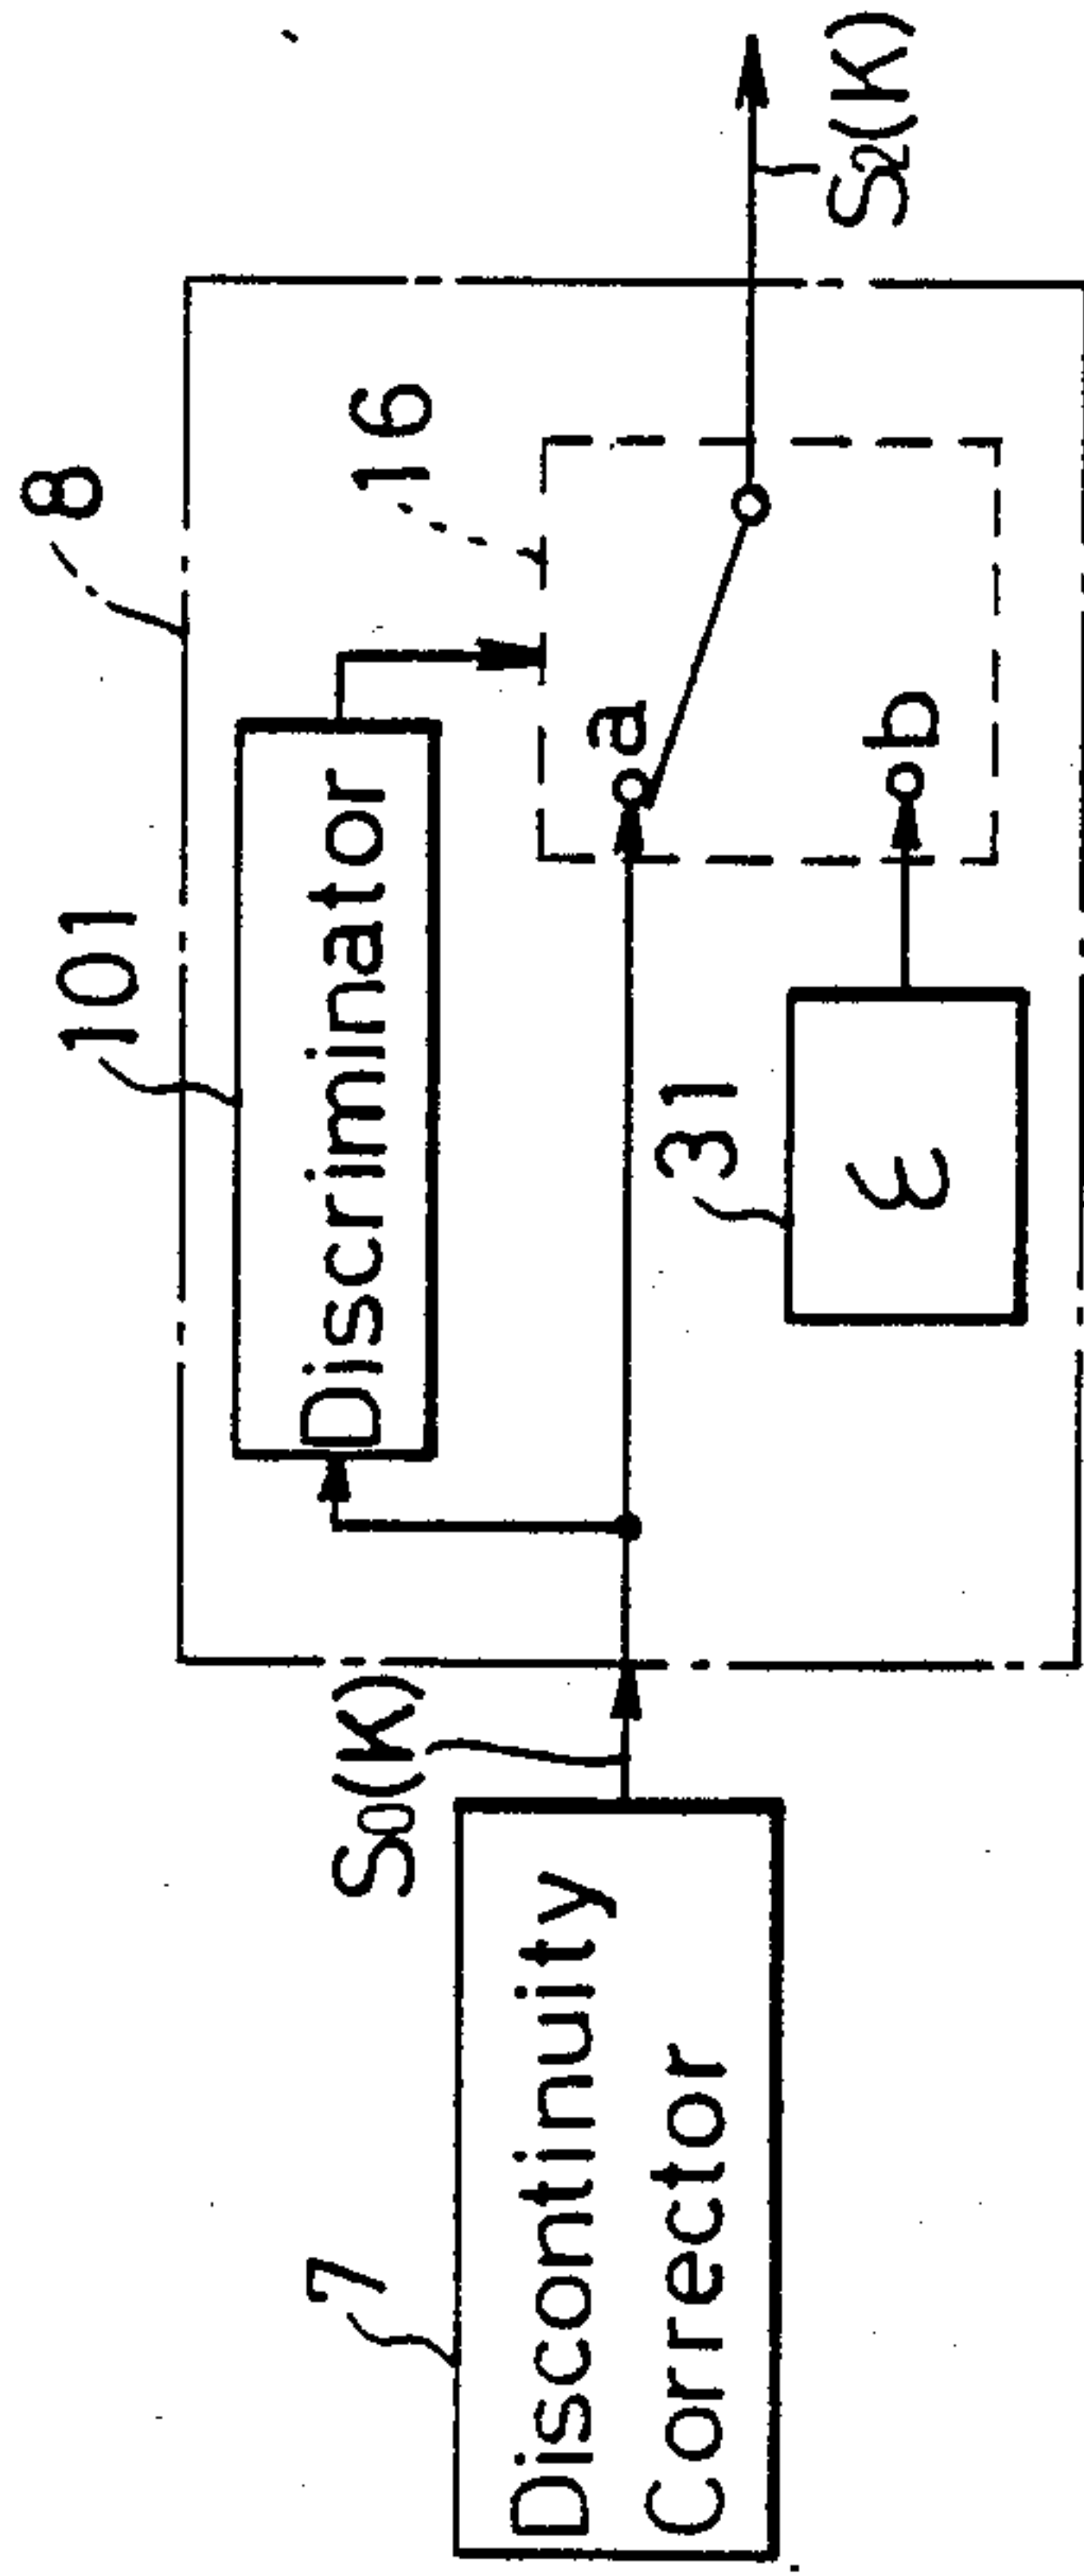 8
101
Discriminator
16
S₀(K)
a
S₂(K)
7
Discontinuity
Corrector
31
ε
b